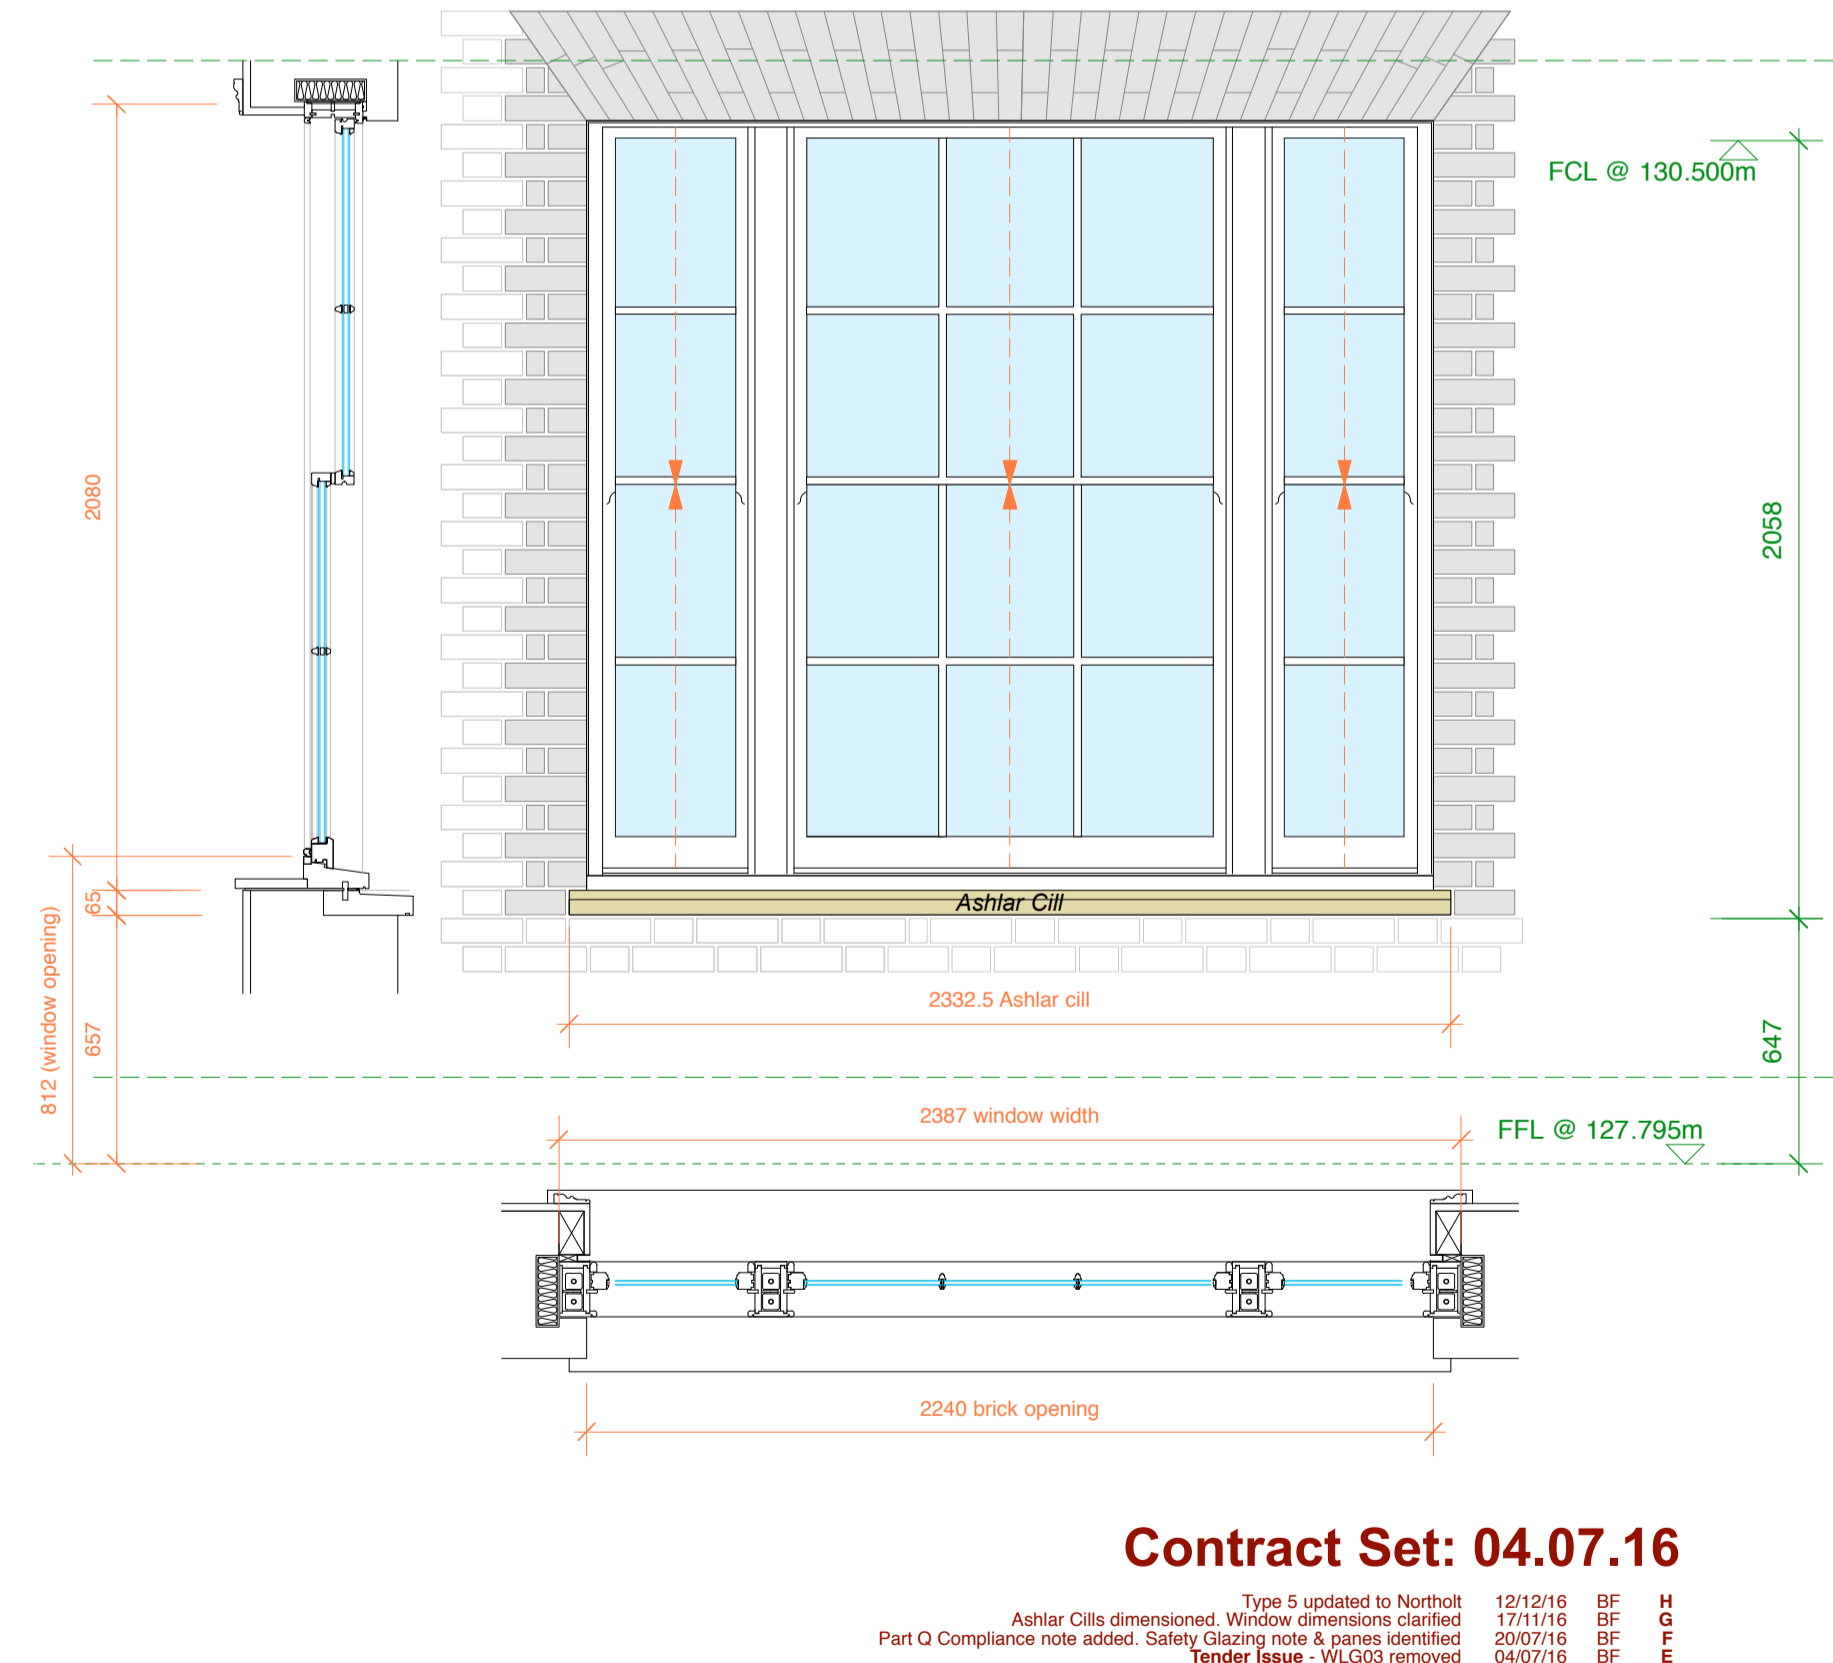 FCL @ 130.500m
2080
2058
65
Ashlar Cill
812 (window opening)
657
2332.5 Ashlar cill
647
2387 window width
FFL @ 127.795m
2240 brick opening
Contract Set: 04.07.16
Type 5 updated to Northolt 12/12/16 BF H
Ashlar Cills dimensioned. Window dimensions clarified 17/11/16 BF G
Part Q Compliance note added. Safety Glazing note & panes identified 20/07/16 BF F
Tender Issue - WLG03 removed 04/07/16 BF E